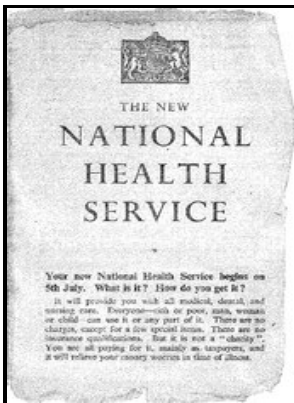 THE NEW
NATIONAL
HEALTH
SERVICE
Your new National Health Service begins on
5th July. What is it? How do you get it?
It will provide you with all medical, dental, and
nursing care. Everyone—rich or poor, man, woman
or child—can use it or any part of it. There are no
charges, except for a few special items. There are no
insurance qualifications. But it is not a "charity".
You are all paying for it, mainly as taxpayers, and
it will relieve your money worries in time of illness.